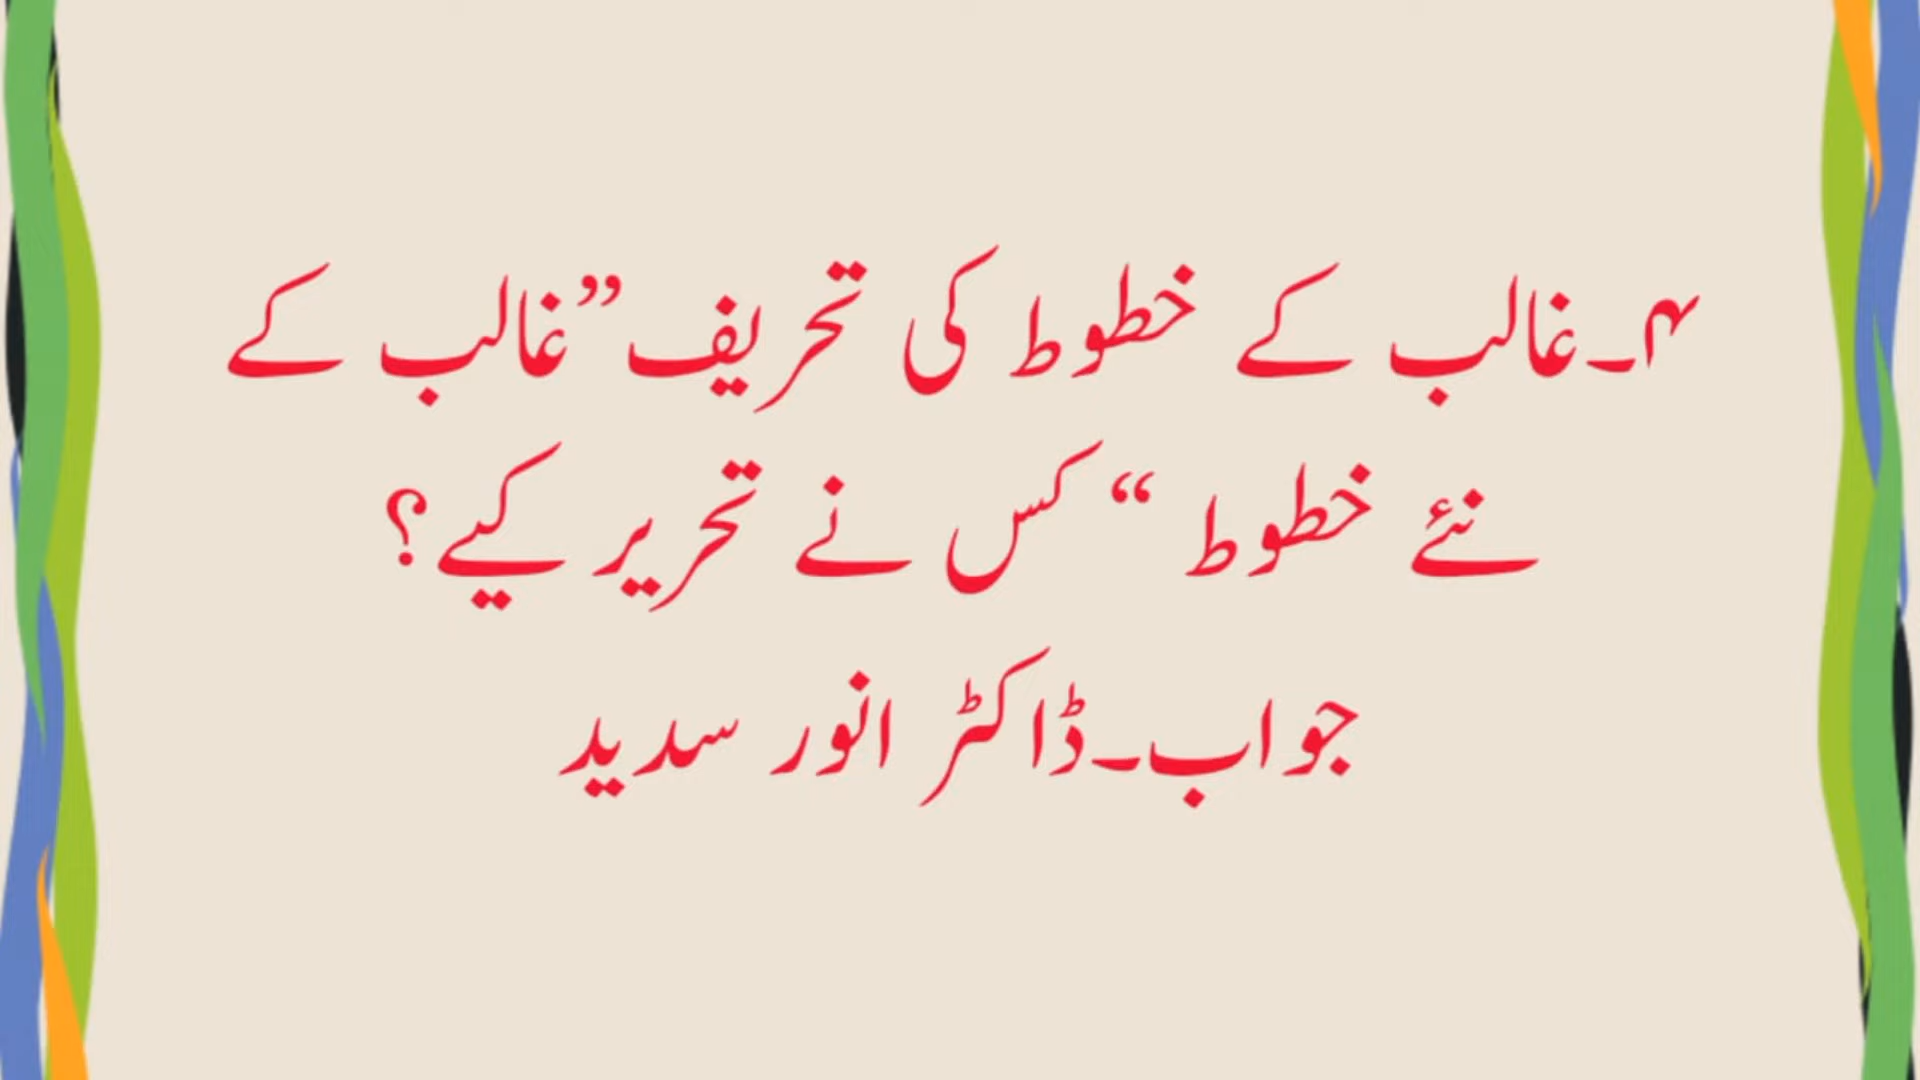 ۴۔غالب کے خطوط کی تحریف”غالب کے
نئے خطوط “ کس نے تحریر کیے؟
جواب۔ڈاکٹر انور سدید